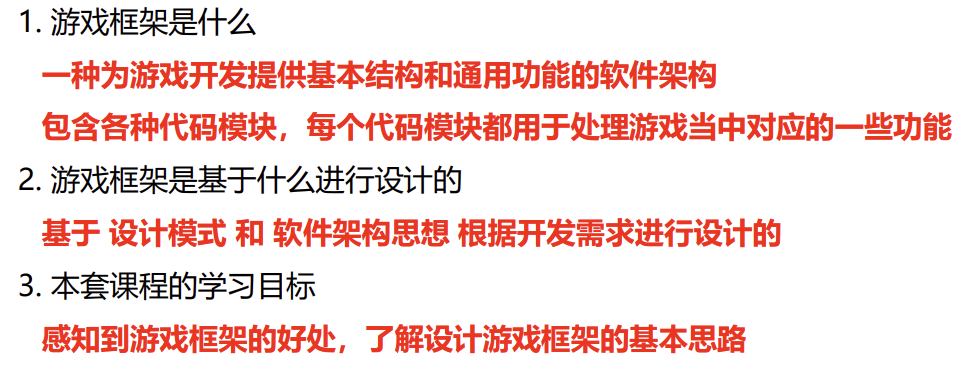 1. 游戏框架是什么
一种为游戏开发提供基本结构和通用功能的软件架构
包含各种代码模块，每个代码模块都用于处理游戏当中对应的一些功能
2. 游戏框架是基于什么进行设计的
基于 设计模式 和 软件架构思想 根据开发需求进行设计的
3. 本套课程的学习目标
感知到游戏框架的好处，了解设计游戏框架的基本思路